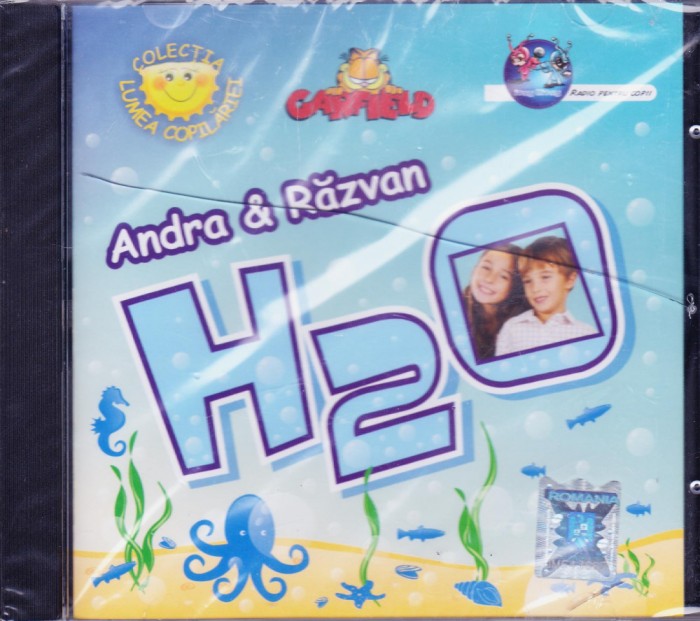 COLECȚIA
LUMEA COPILĂRIEI
GARFIELD
RADIO PENTRU COPII
Andra & Răzvan
H2O
ROMANIA